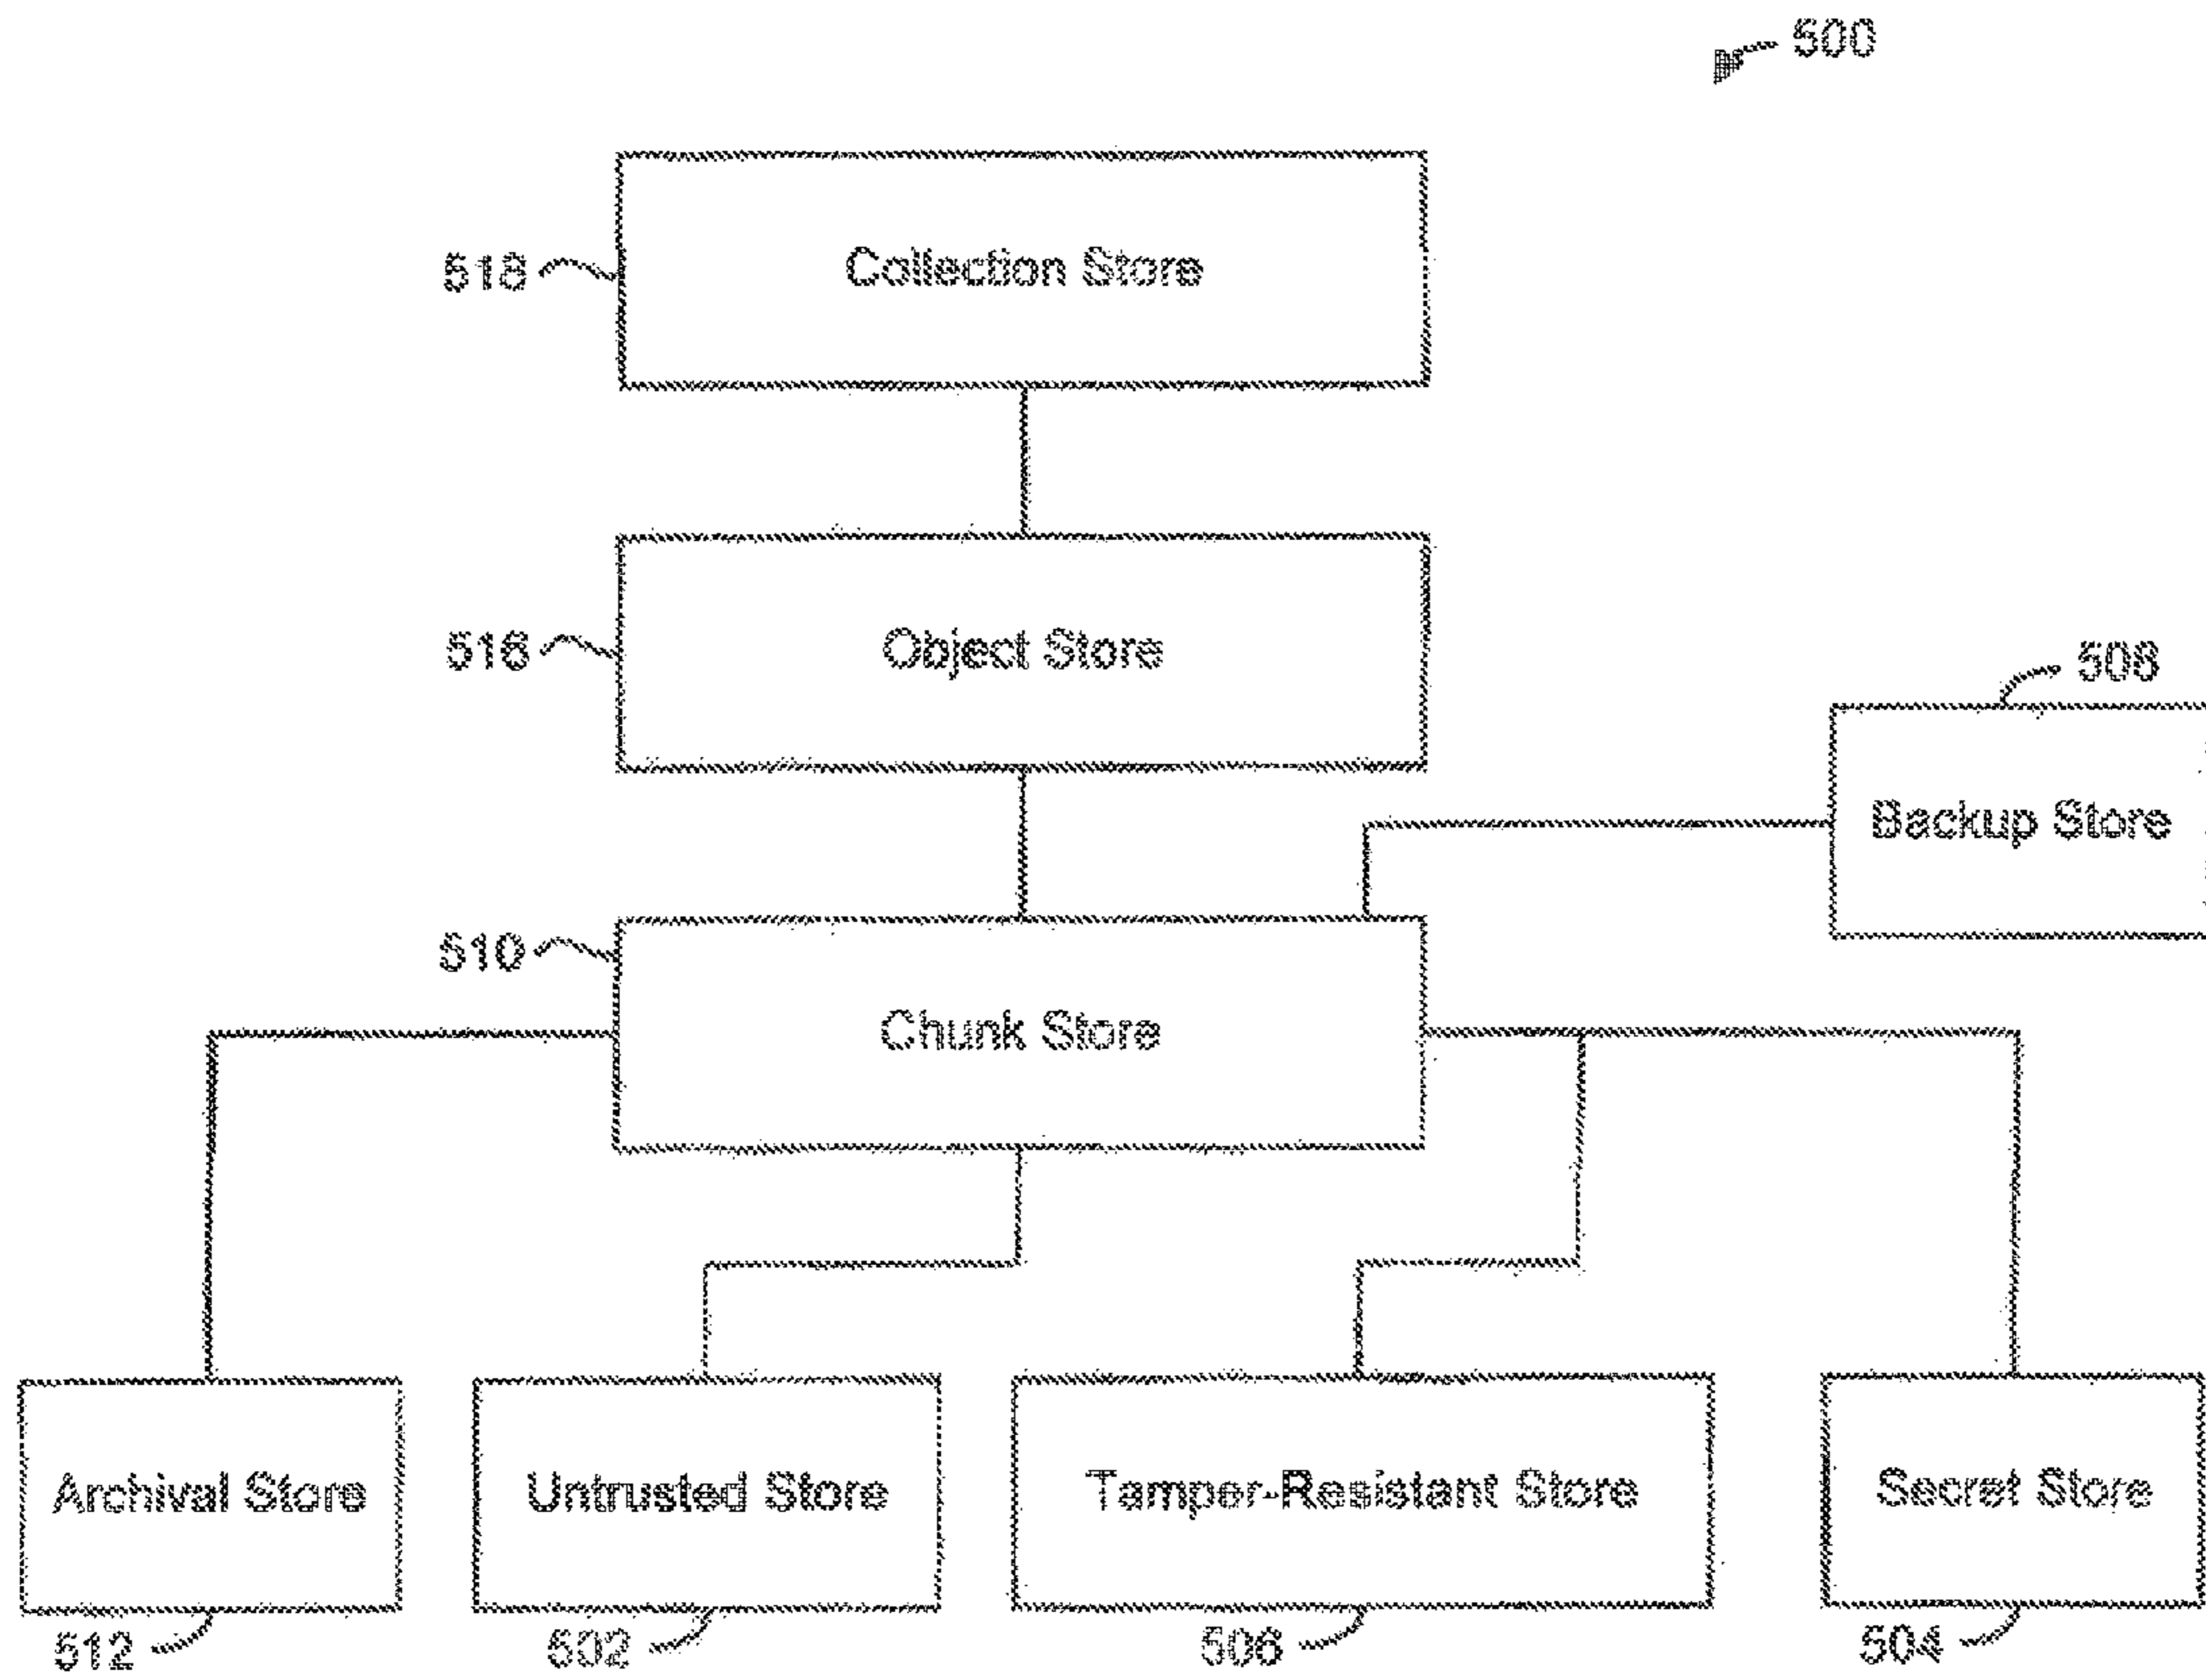 500
Collection Store
518
Object Store
516
508
Backup Store
510
Chunk Store
Archival Store
Untrusted Store
Tamper-Resistant Store
Secret Store
512
502
506
504